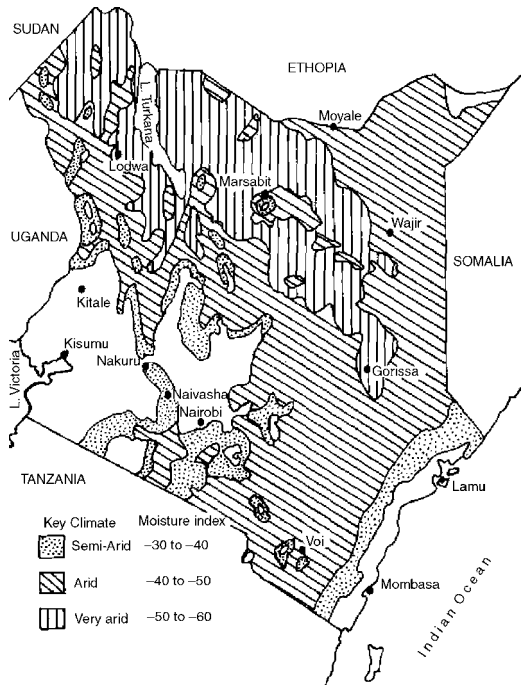 SUDAN
ETHIOPIA
L. Turkana
Moyale
Lodwa
Marsabit
Wajir
UGANDA
SOMALIA
Kitale
Kisumu
L. Victoria
Nakuru
Gorissa
Naivasha
Nairobi
TANZANIA
Lamu
Key Climate Moisture index
Semi-Arid −30 to −40
Voi
Arid −40 to −50
Mombasa
Very arid −50 to −60
Indian Ocean